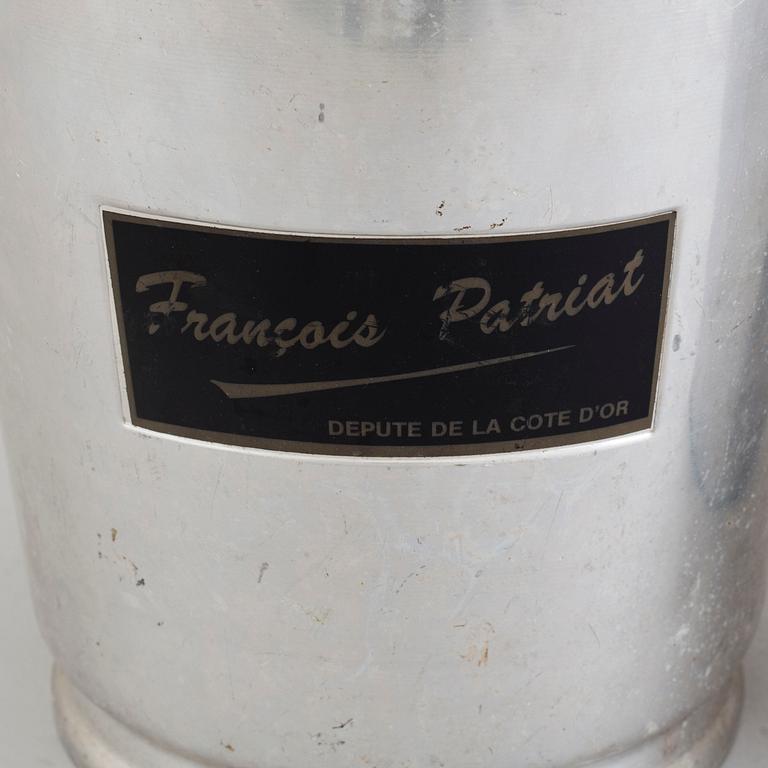 François Patriat
DEPUTE DE LA COTE D'OR